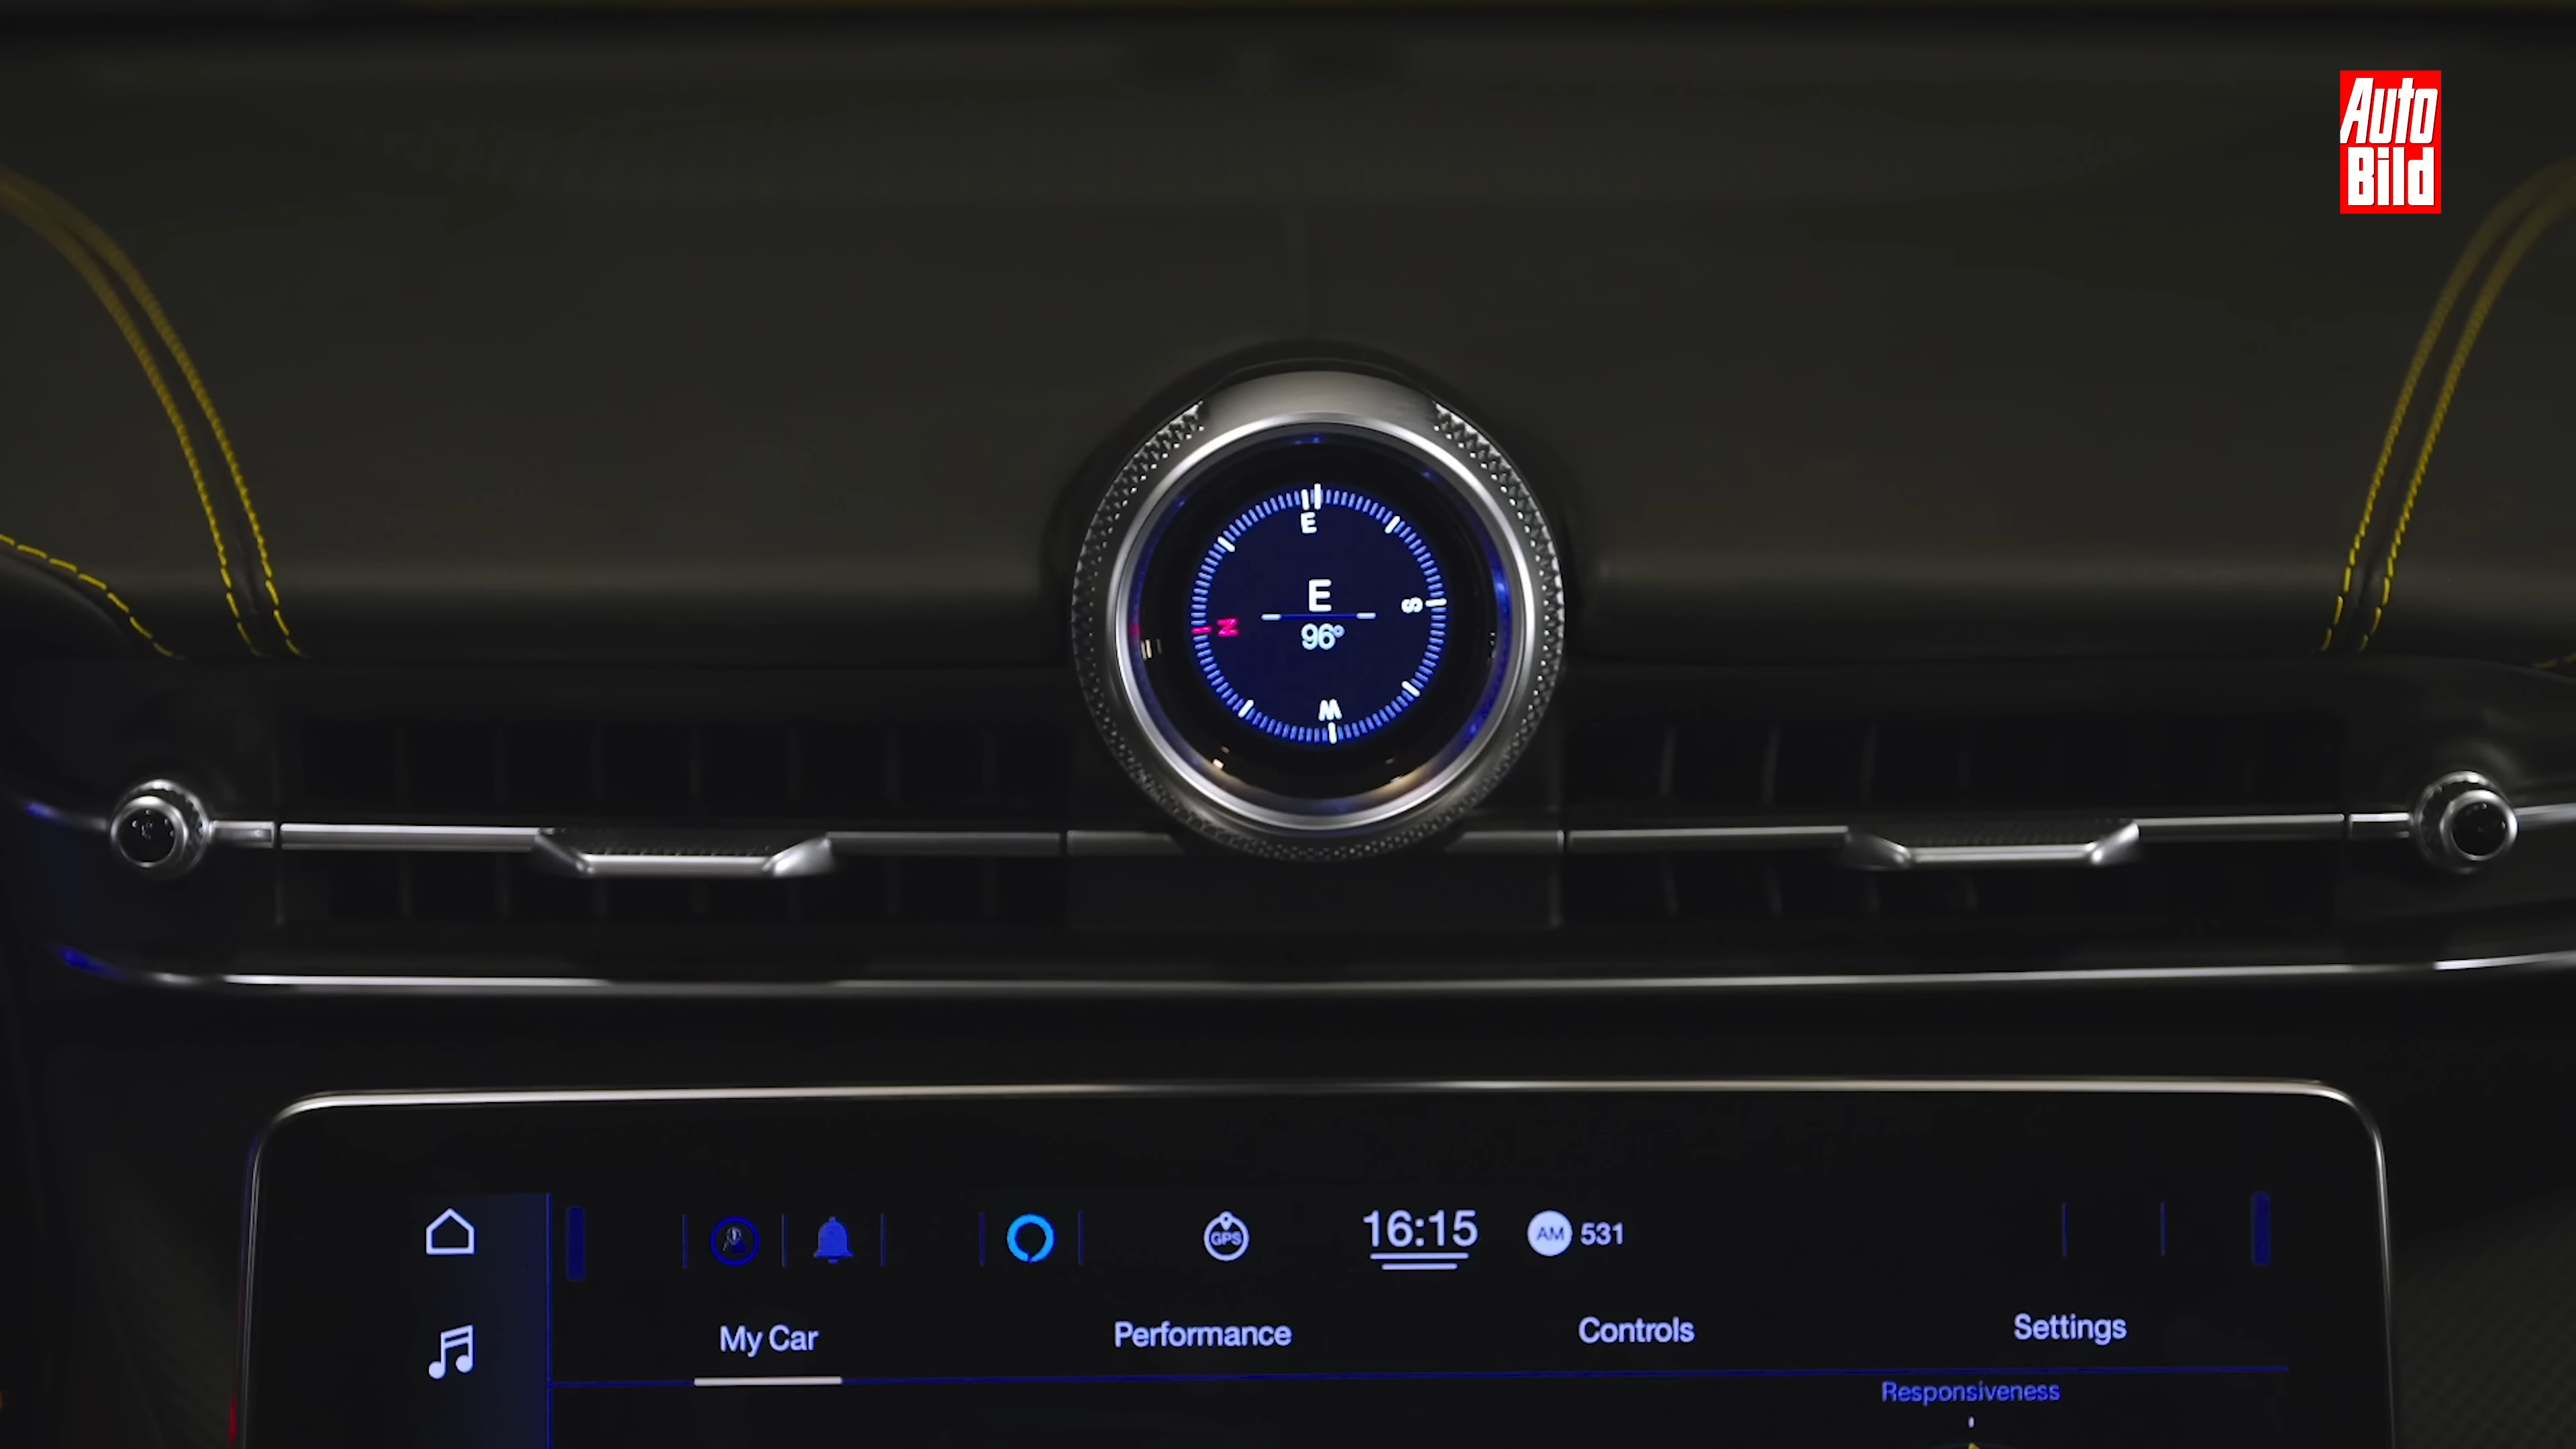 Auto
Bild
E
E
S
N
96°
W
GPS
16:15
AM 531
My Car
Performance
Controls
Settings
Responsiveness